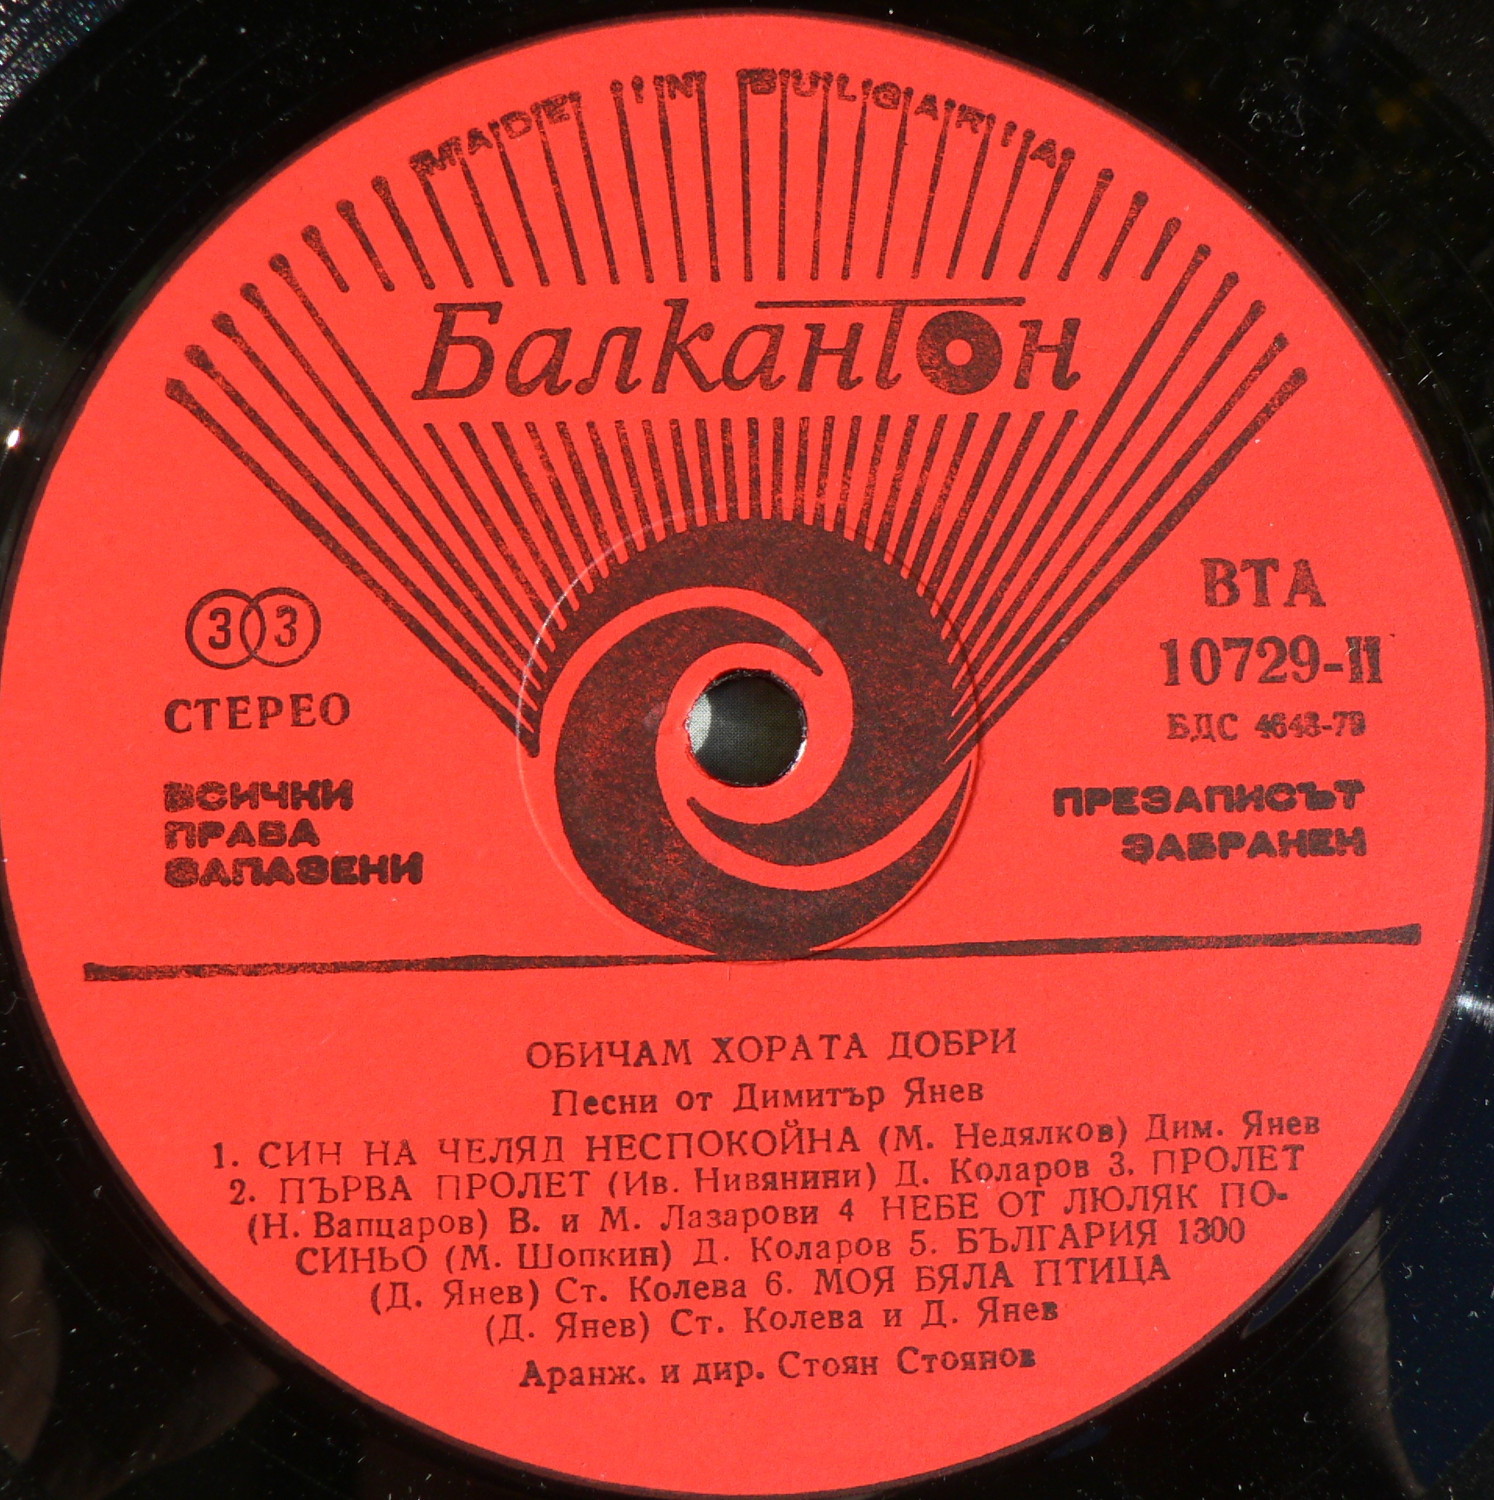 MADE IN BULGARIA
Балкантон
33
СТЕРЕО
ВСИЧКИ
ПРАВА
ЗАПАЗЕНИ
ВТА
10729-II
БДС 4643-79
ПРЕЗАПИСЪТ
ЗАБРАНЕН
ОБИЧАМ ХОРАТА ДОБРИ
Песни от Димитър Янев
1. СИН НА ЧЕЛЯД НЕСПОКОЙНА (М. Недялков) Дим. Янев
2. ПЪРВА ПРОЛЕТ (Ив. Нивянини) Д. Коларов 3. ПРОЛЕТ
(Н. Вапцаров) В. и М. Лазарови 4 НЕБЕ ОТ ЛЮЛЯК ПО-
СИНЬО (М. Шопкин) Д. Коларов 5. БЪЛГАРИЯ 1300
(Д. Янев) Ст. Колева 6. МОЯ БЯЛА ПТИЦА
(Д. Янев) Ст. Колева и Д. Янев
Аранж. и дир. Стоян Стоянов